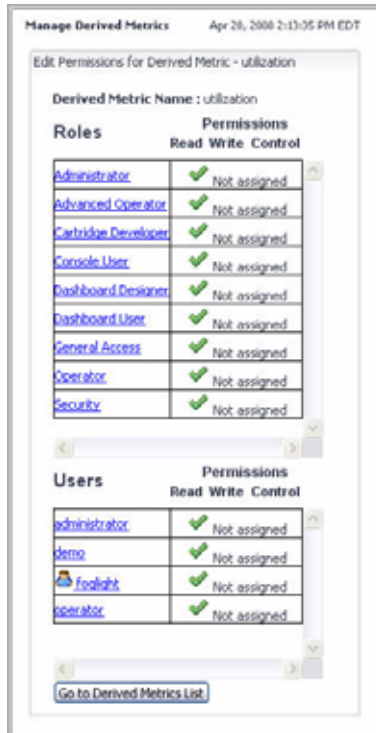 Manage Derived Metrics Apr 28, 2008 2:13:35 PM EDT
Edit Permissions for Derived Metric - utilization
Derived Metric Name : utilization
Roles Permissions
Read Write Control
Administrator Not assigned
Advanced Operator Not assigned
Cartridge Developer Not assigned
Console User Not assigned
Dashboard Designer Not assigned
Dashboard User Not assigned
General Access Not assigned
Operator Not assigned
Security Not assigned
Users Permissions
Read Write Control
administrator Not assigned
demo Not assigned
foglight Not assigned
operator Not assigned
Go to Derived Metrics List